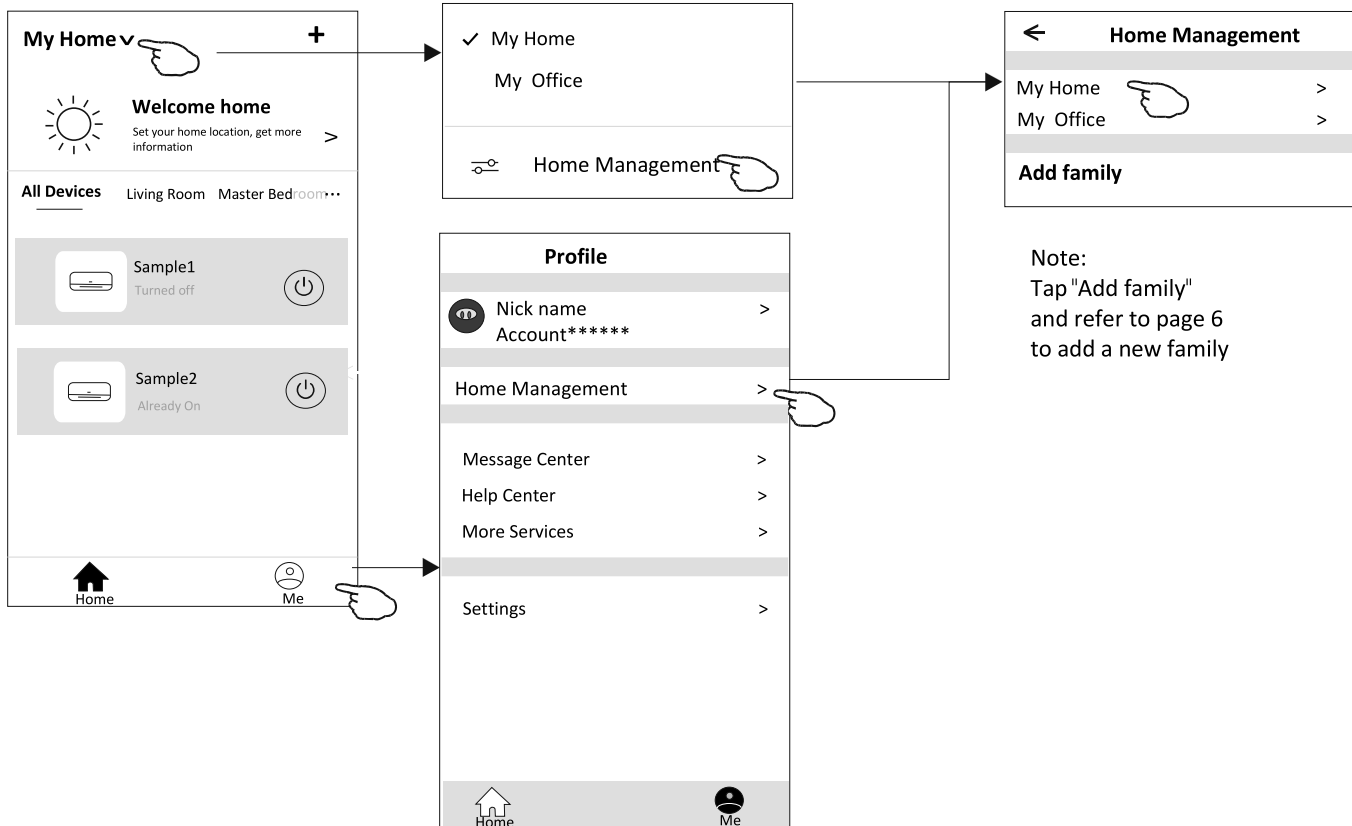 My Home
+
Welcome home
Set your home location, get more
information
>
All Devices Living Room Master Bedroom ...
Sample1
Turned off
Sample2
Already On
Home
Me
✓ My Home
My Office
Home Management
Profile
Nick name >
Account******
Home Management >
Message Center >
Help Center >
More Services >
Settings >
Home
Me
← Home Management
My Home >
My Office >
Add family
Note:
Tap "Add family"
and refer to page 6
to add a new family